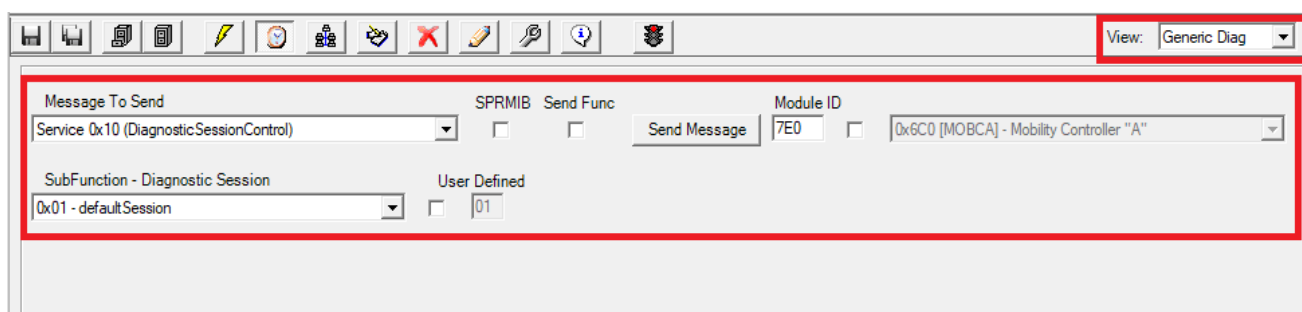 View: Generic Diag
Message To Send SPRMIB Send Func Module ID
Service 0x10 (DiagnosticSessionControl) Send Message 7E0 0x6C0 [MOBCA] - Mobility Controller "A"
SubFunction - Diagnostic Session User Defined
0x01 - defaultSession 01